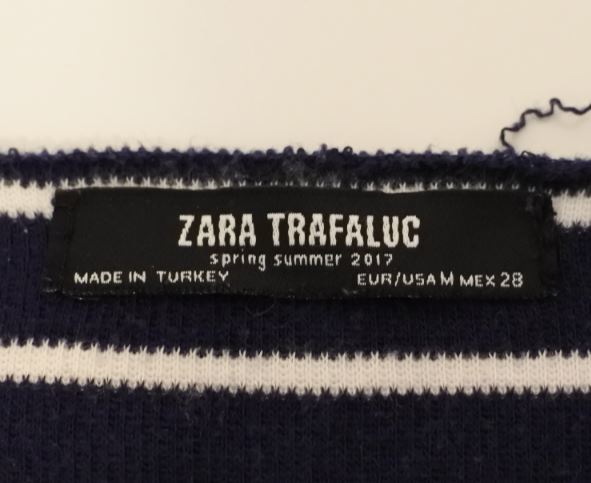 ZARA TRAFALUC
spring summer 2017
MADE IN TURKEY EUR/USA M MEX 28